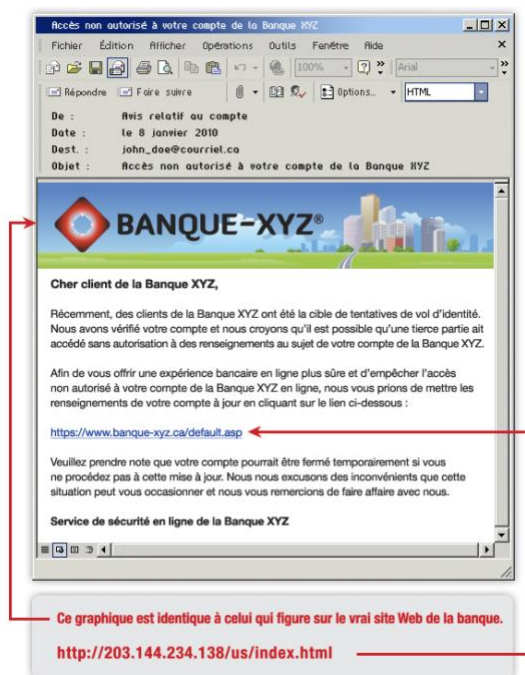 Accès non autorisé à votre compte de la Banque XYZ
Fichier Édition Afficher Opérations Outils Fenêtre Aide
100% Arial
Répondre Faire suivre Options... HTML
De : Avis relatif au compte
Date : le 8 janvier 2010
Dest. : john_doe@courriel.ca
Objet : Accès non autorisé à votre compte de la Banque XYZ
BANQUE-XYZ®
Cher client de la Banque XYZ,
Récemment, des clients de la Banque XYZ ont été la cible de tentatives de vol d'identité.
Nous avons vérifié votre compte et nous croyons qu'il est possible qu'une tierce partie ait
accédé sans autorisation à des renseignements au sujet de votre compte de la Banque XYZ.
Afin de vous offrir une expérience bancaire en ligne plus sûre et d'empêcher l'accès
non autorisé à votre compte de la Banque XYZ en ligne, nous vous prions de mettre les
renseignements de votre compte à jour en cliquant sur le lien ci-dessous :
https://www.banque-xyz.ca/default.asp
Veuillez prendre note que votre compte pourrait être fermé temporairement si vous
ne procédez pas à cette mise à jour. Nous nous excusons des inconvénients que cette
situation peut vous occasionner et nous vous remercions de faire affaire avec nous.
Service de sécurité en ligne de la Banque XYZ
Ce graphique est identique à celui qui figure sur le vrai site Web de la banque.
http://203.144.234.138/us/index.html